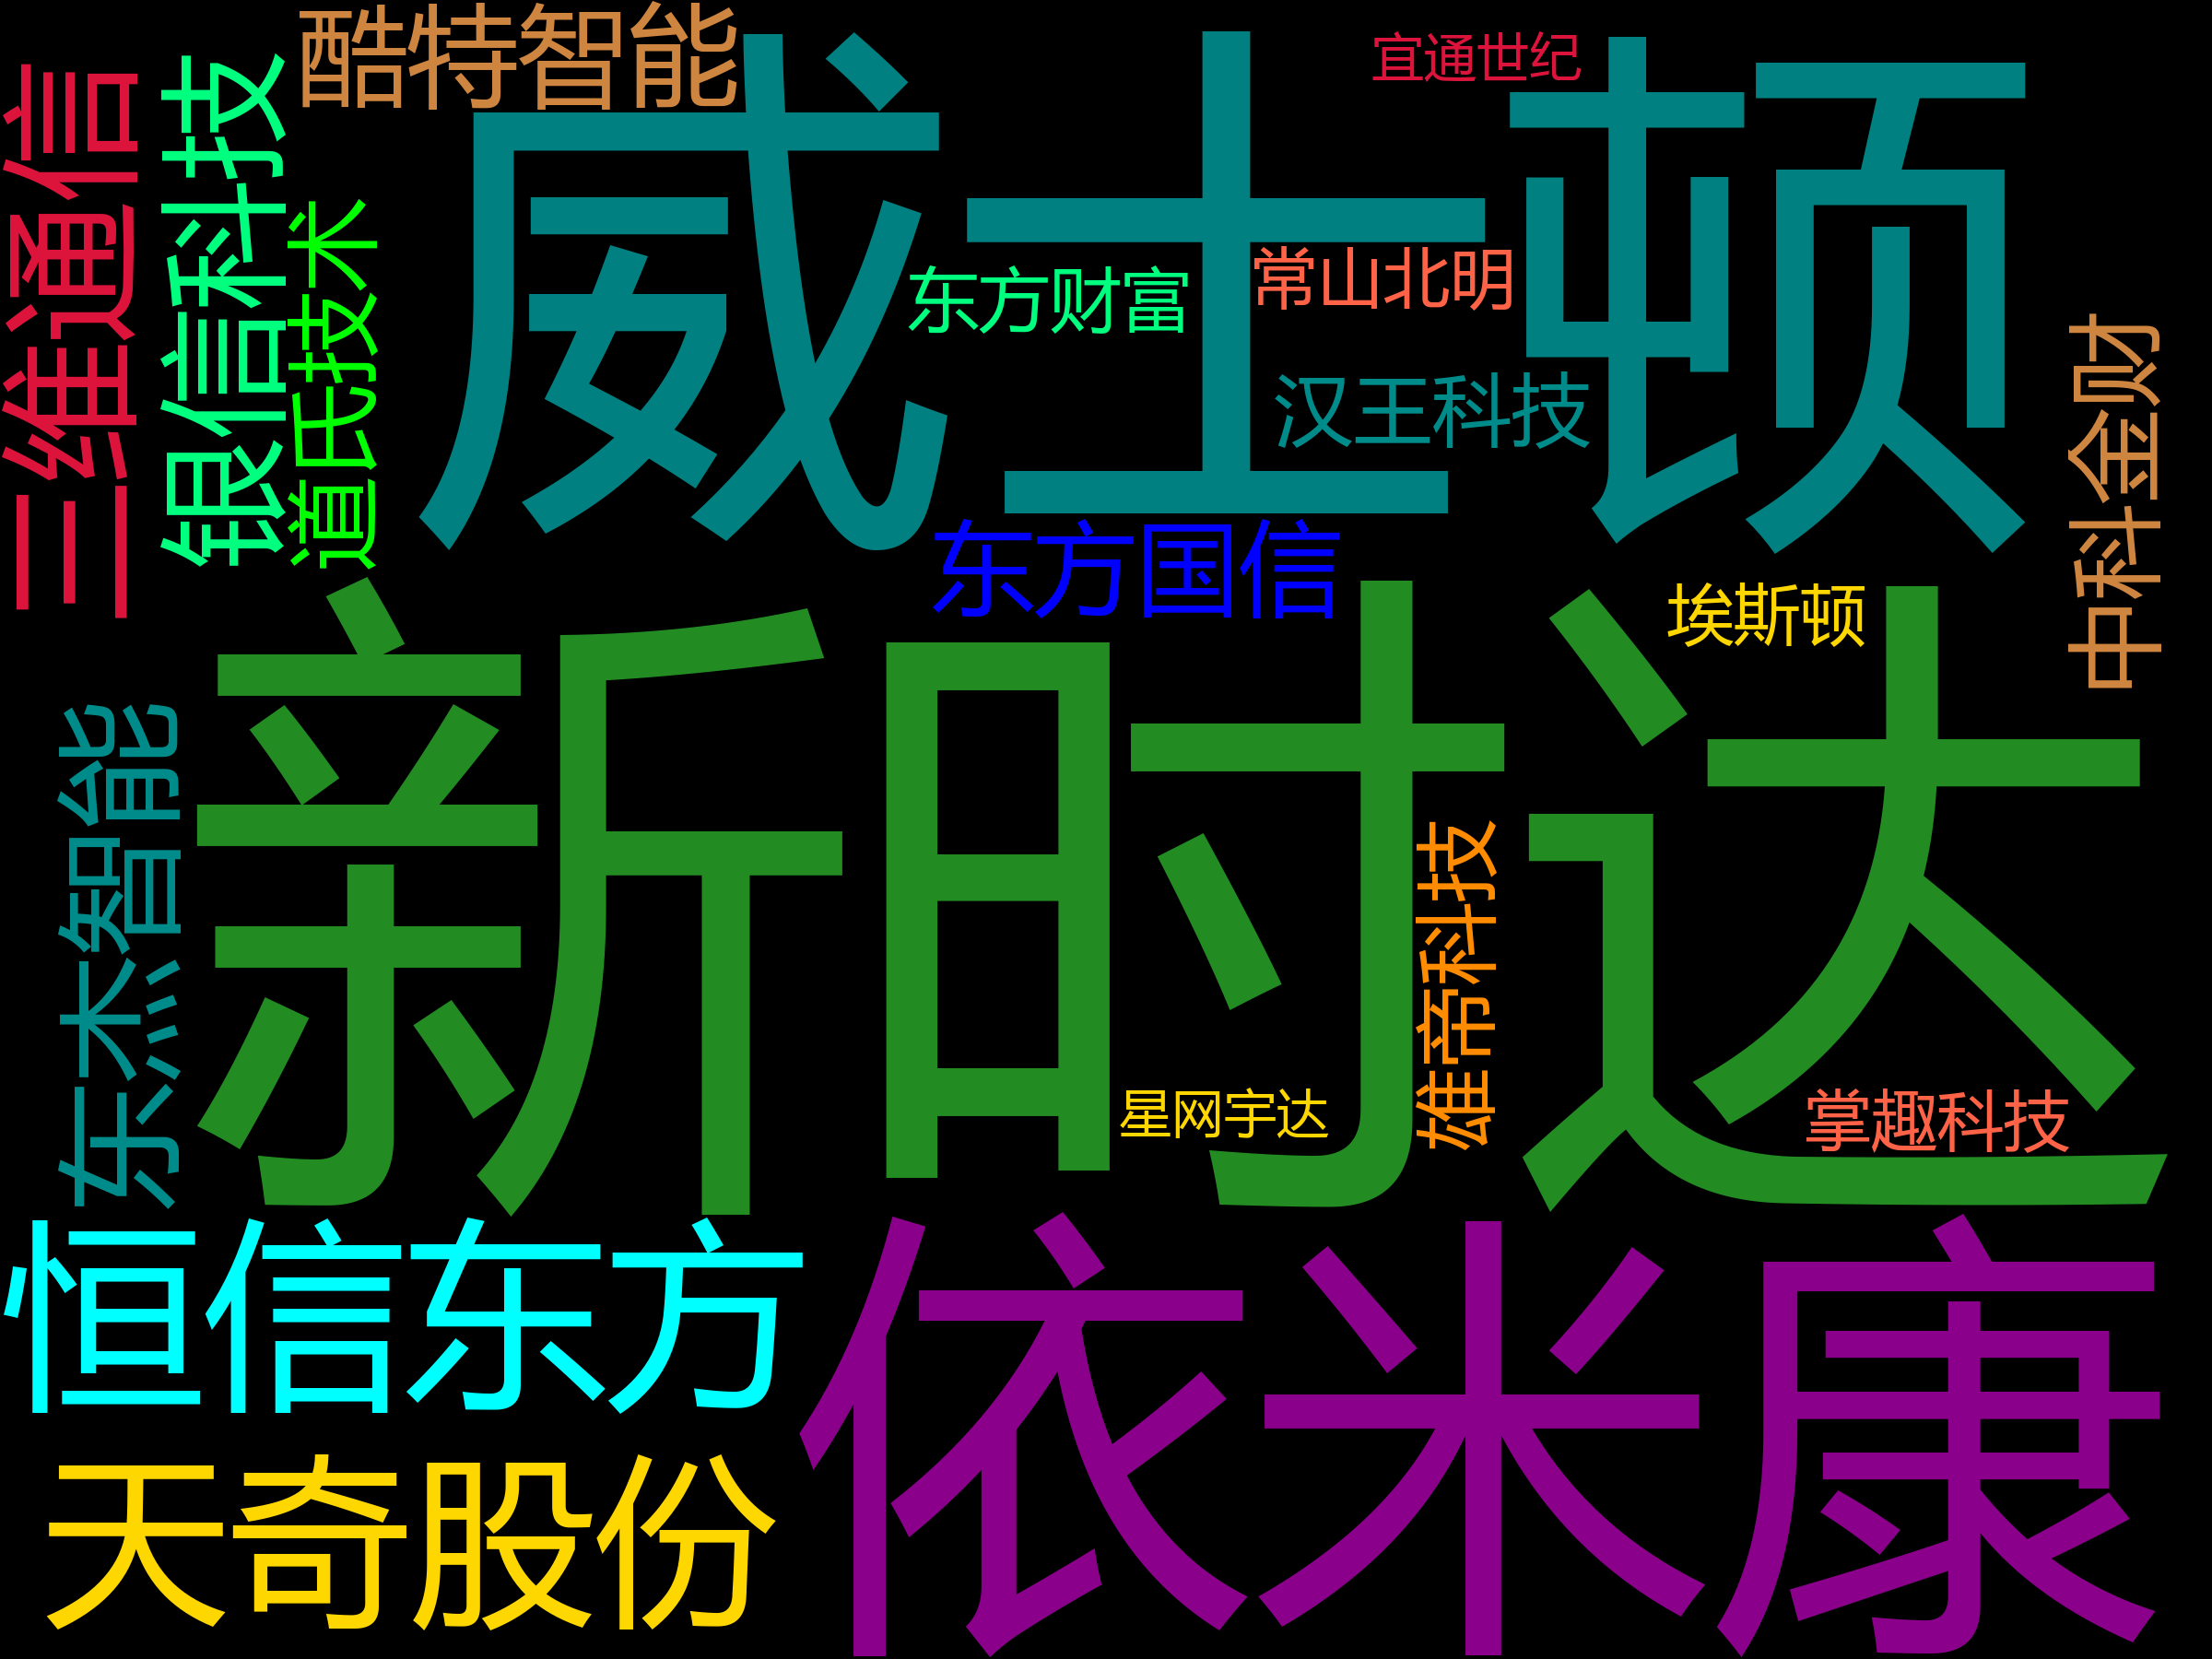 酷特智能
宜通世纪
三维通信
银信科技
道氏技术
威士顿
东方财富
常山北明
汉王科技
中科金财
东方国信
埃斯顿
新时达
东杰智能
维帝科技
星网宇达
掌趣科技
恒信东方
依米康
天奇股份